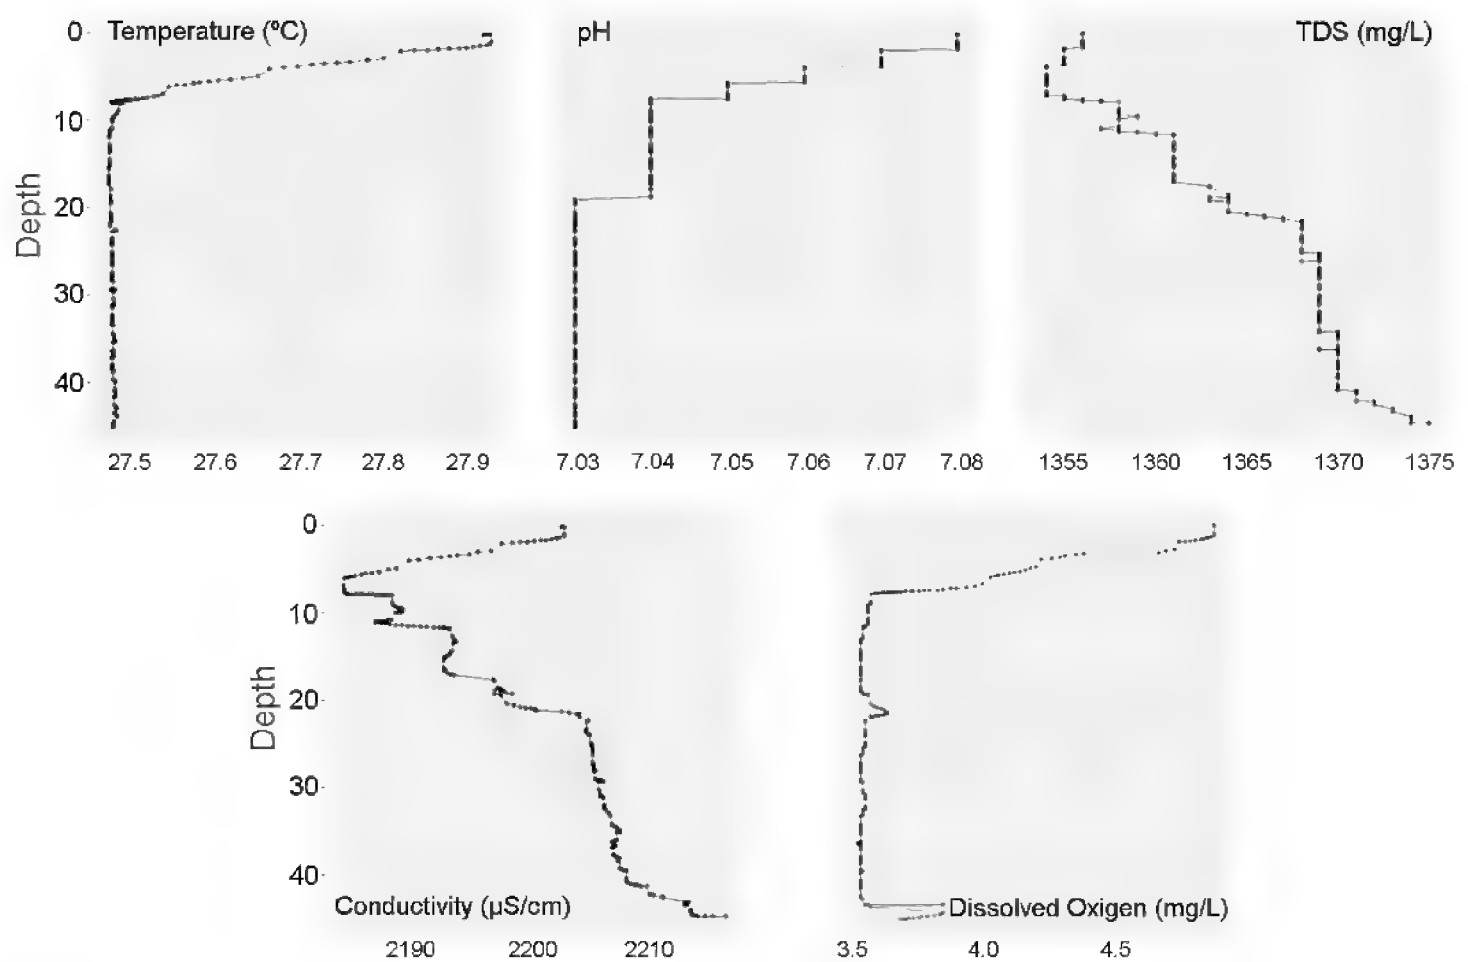 0 Temperature (ºC) pH TDS (mg/L)
10
20
30
40
Depth
27.5 27.6 27.7 27.8 27.9 7.03 7.04 7.05 7.06 7.07 7.08 1355 1360 1365 1370 1375
0
10
20
30
40
Depth
Conductivity (µS/cm) Dissolved Oxigen (mg/L)
2190 2200 2210 3.5 4.0 4.5